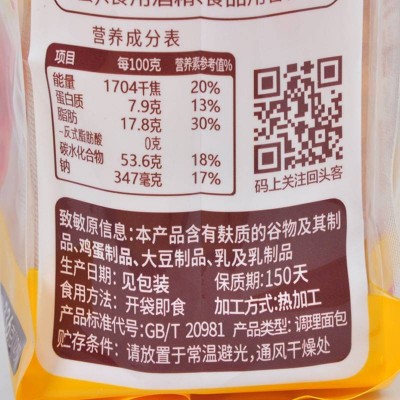 食用酒精、食品用香
营养成分表
项目 每100克 营养素参考值%
能量 1704千焦 20%
蛋白质 7.9克 13%
脂肪 17.8克 30%
–反式脂肪酸 0克
碳水化合物 53.6克 18%
钠 347毫克 17%
码上关注回头客
致敏原信息:本产品含有麸质的谷物及其制
品、鸡蛋制品、大豆制品、乳及乳制品
生产日期:见包装 保质期:150天
食用方法:开袋即食 加工方式:热加工
产品标准代号:GB/T 20981 产品类型:调理面包
贮存条件:请放置于常温避光,通风干燥处